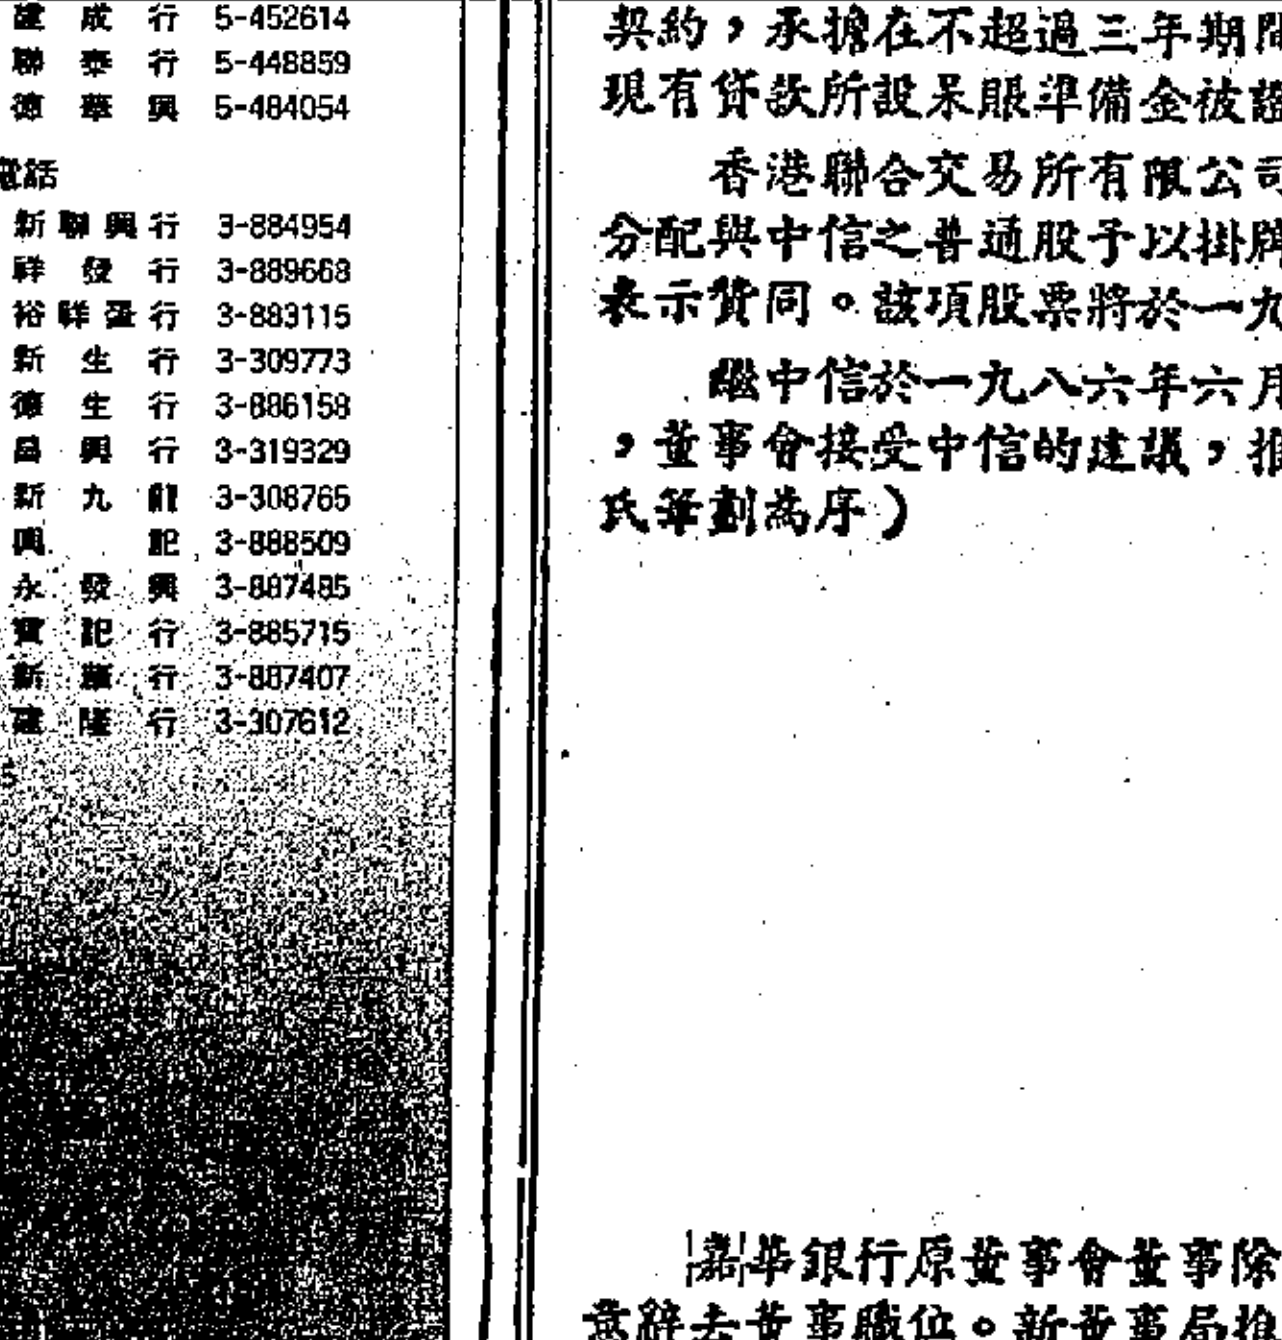 建成行 5-452614
聯泰行 5-448859
德華興 5-484054
電話
新聯興行 3-884954
祥發行 3-889668
裕祥蛋行 3-883115
新生行 3-309773
德生行 3-886158
昌興行 3-319329
新九龍 3-308765
興記 3-888509
永發興 3-887485
寶記行 3-885715
新 行 3-887407
建隆行 3-307612
契約，承擔在不超過三年期間
現有貸款所設呆賬準備金被證
香港聯合交易所有限公司
分配與中信之普通股予以掛牌
表示贊同。該項股票將於一九
繼中信於一九八六年六月
，董事會接受中信的建議，推
氏筆劃為序）
嘉華銀行原董事會董事除
意辭去董事職位。新董事局推